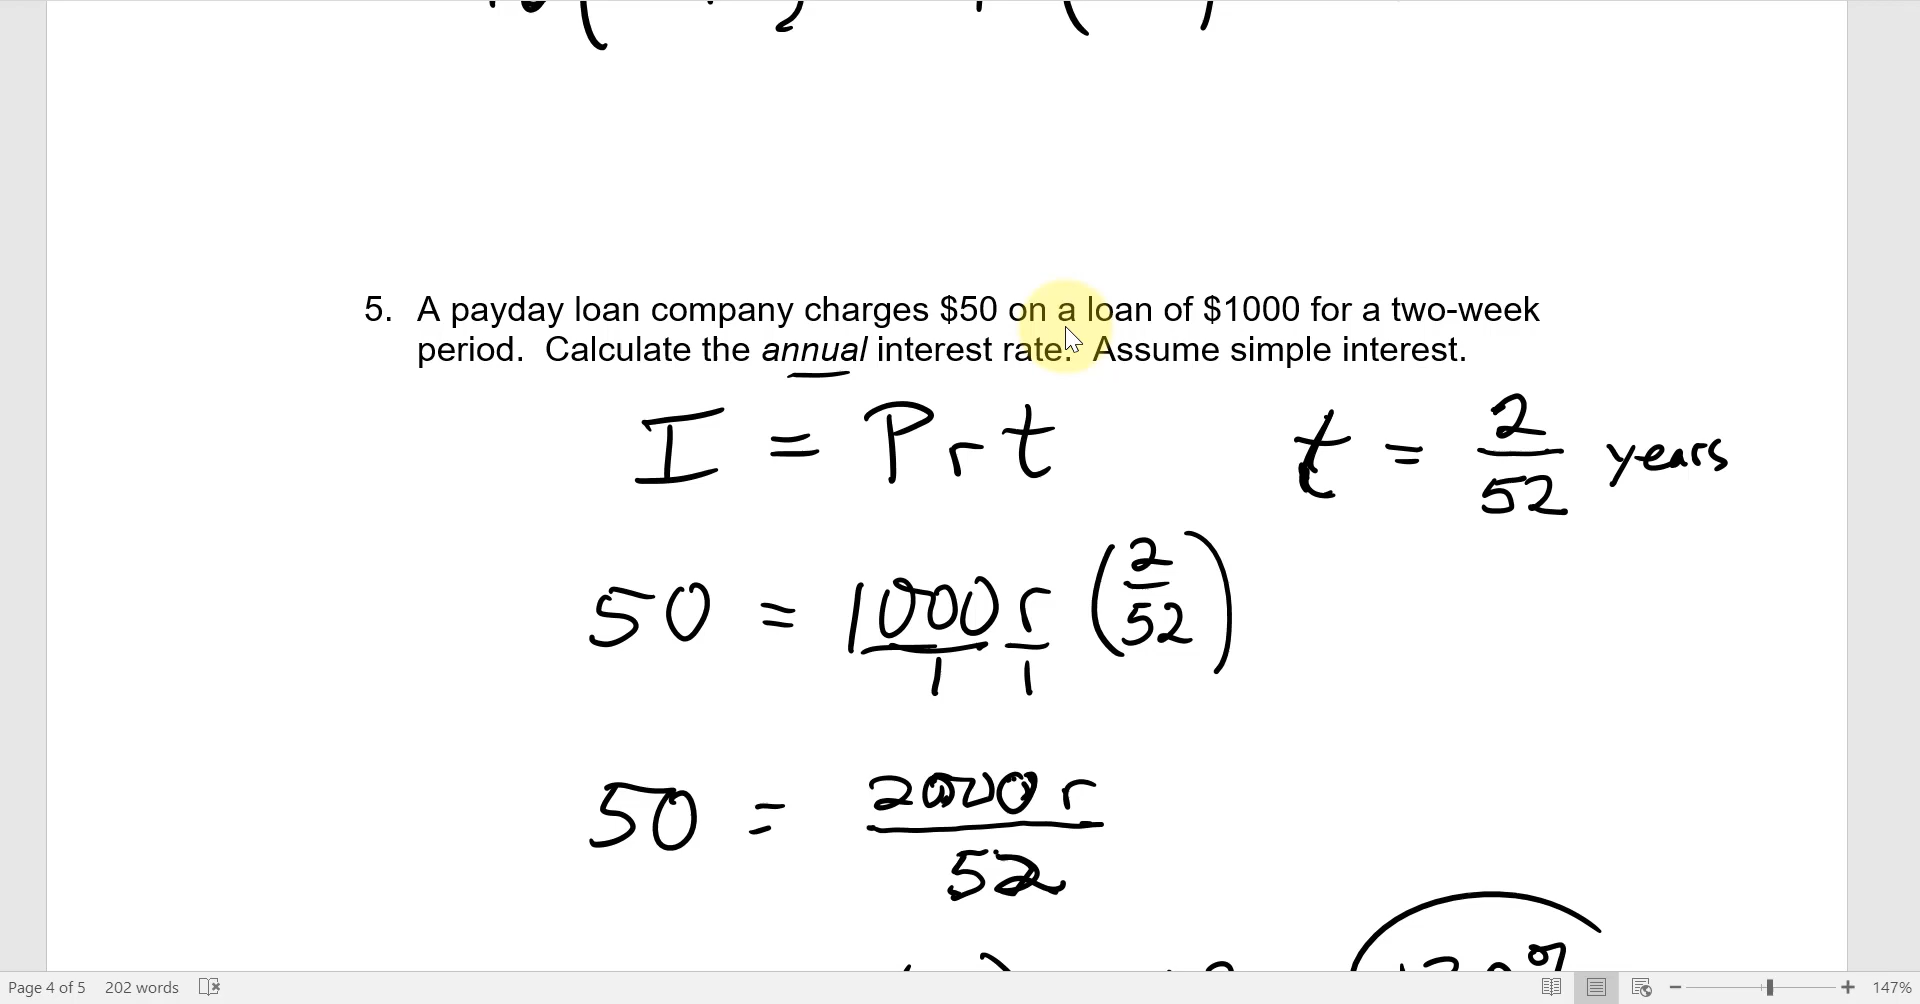 5. A payday loan company charges $50 on a loan of $1000 for a two-week
period. Calculate the annual interest rate. Assume simple interest.
I = Prt
t = 2/52 years
50 = 1000/1 r/1 (2/52)
50 = 2000 r/52
Page 4 of 5 202 words 147%